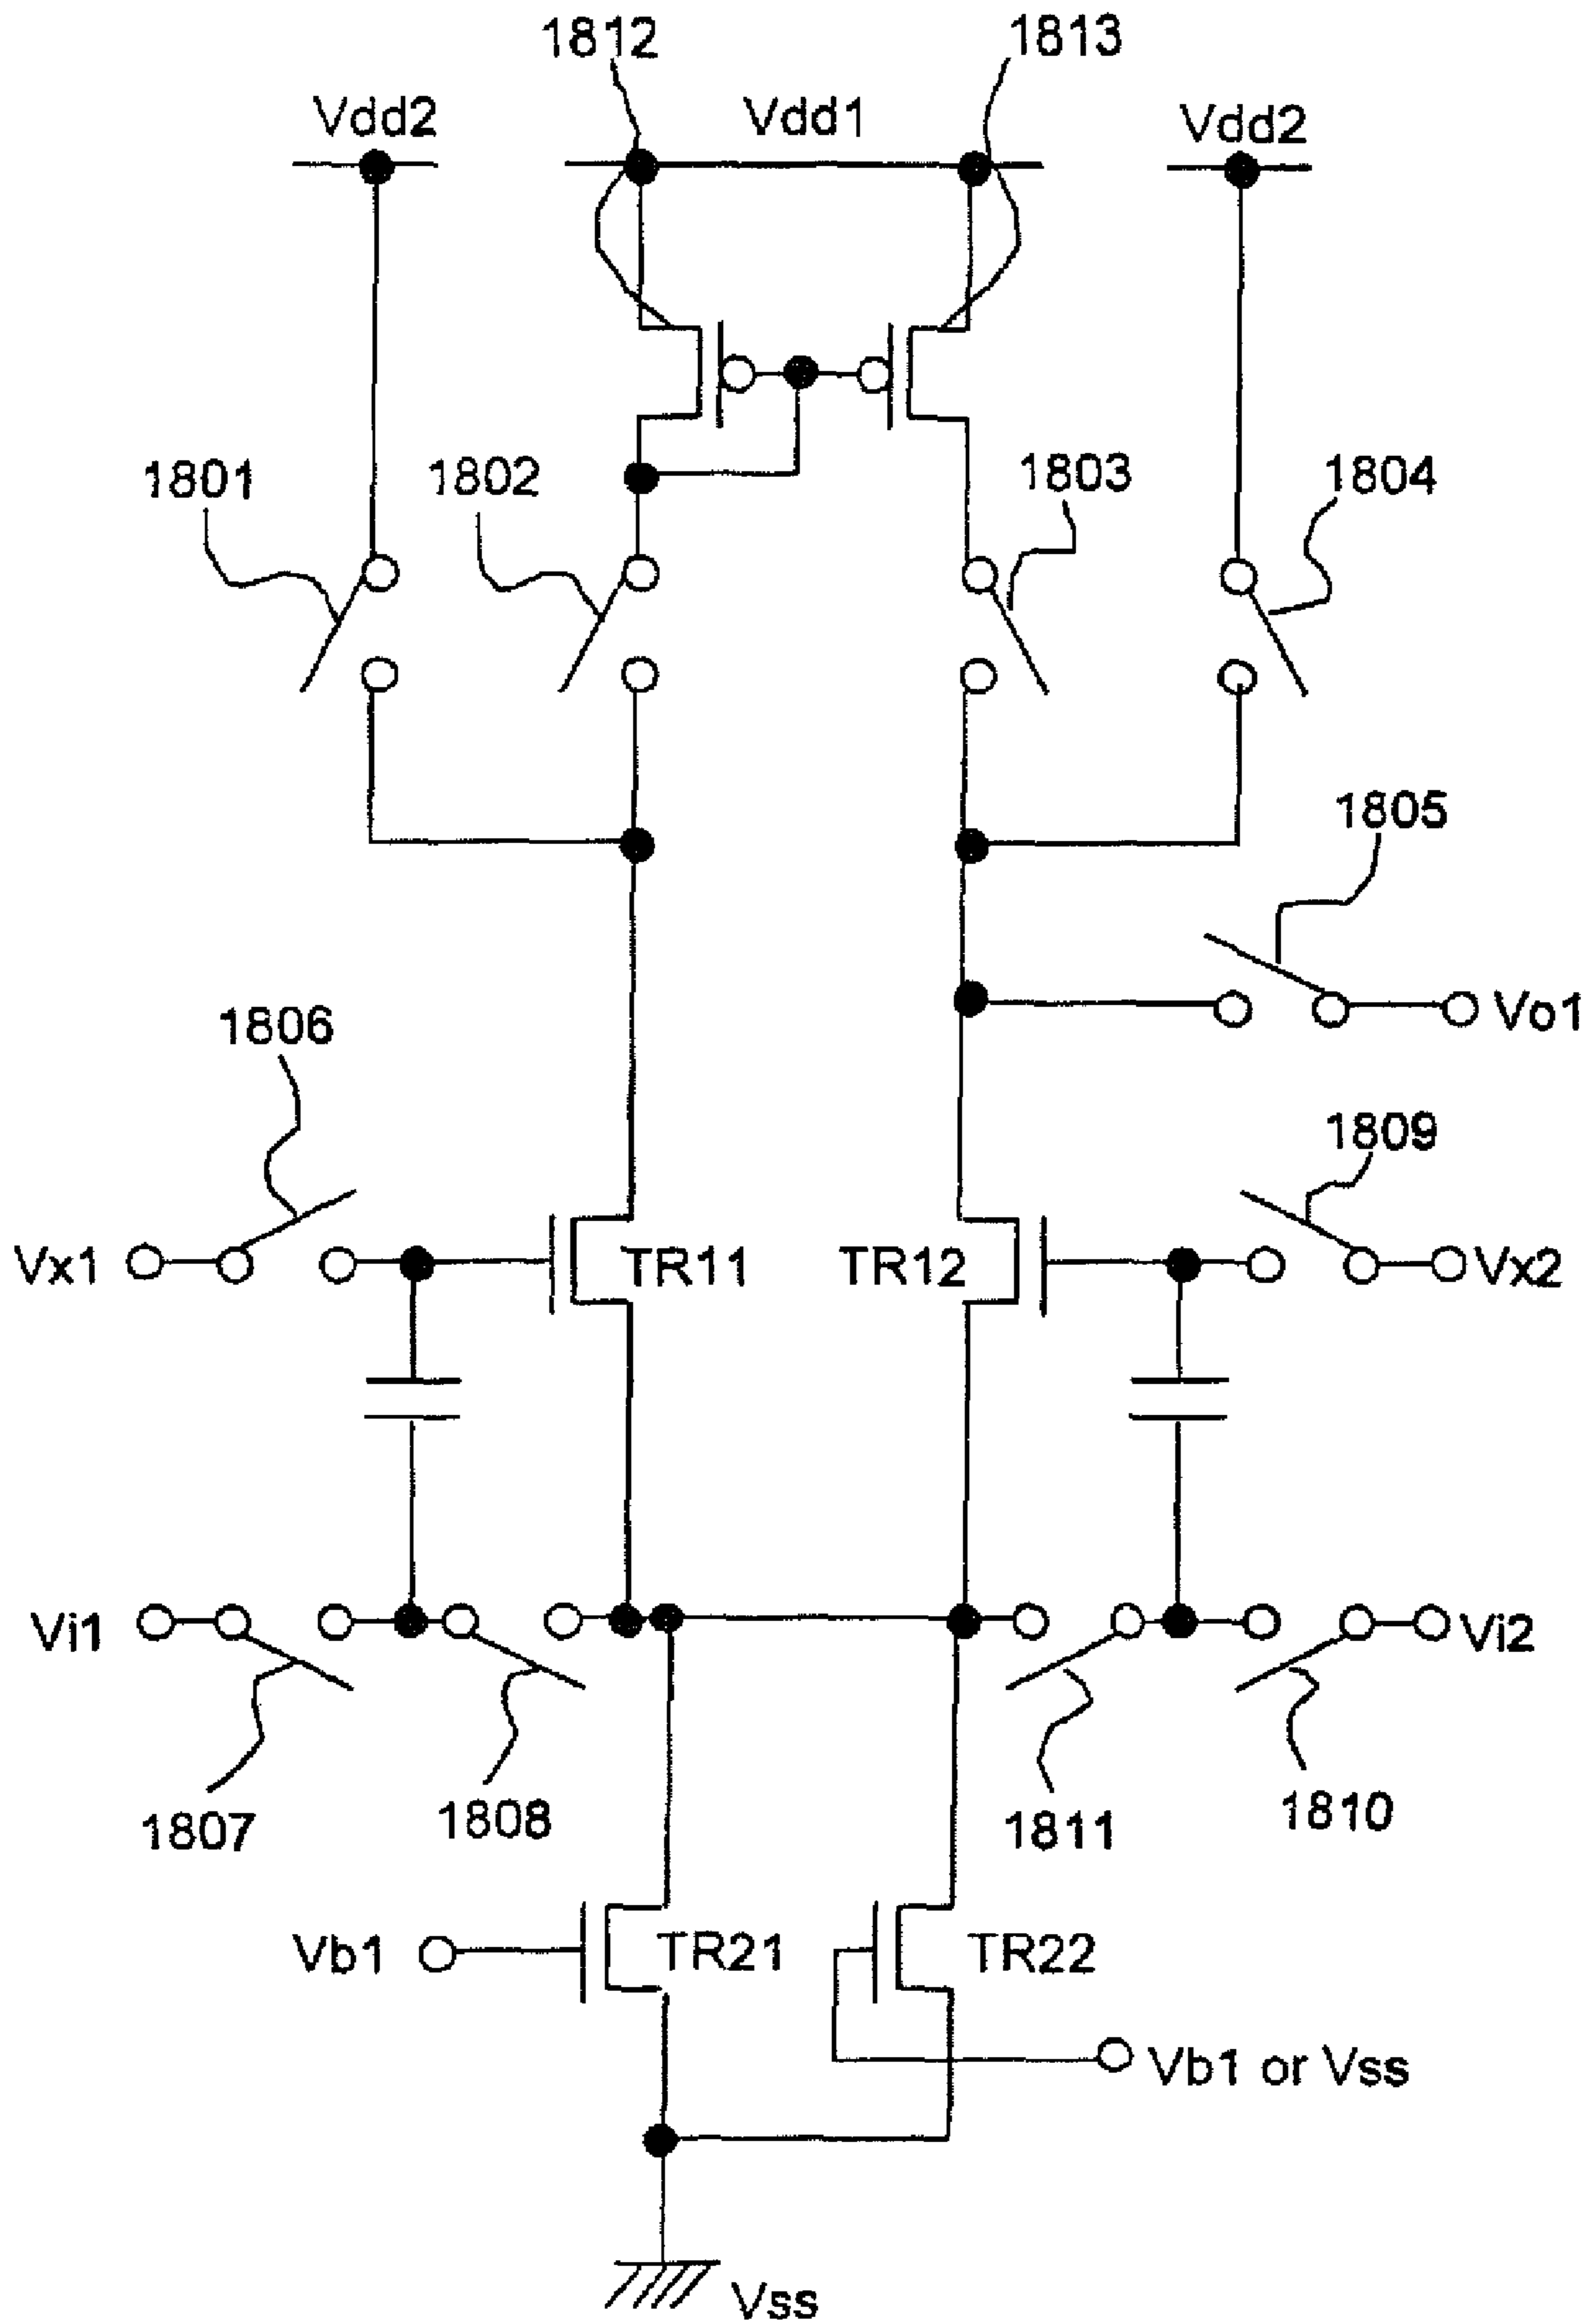 1812
1813
Vdd2
Vdd1
Vdd2
1801
1802
1803
1804
1805
Vo1
1806
1809
Vx1
TR11
TR12
Vx2
Vi1
Vi2
1807
1808
1811
1810
Vb1
TR21
TR22
Vb1 or Vss
Vss